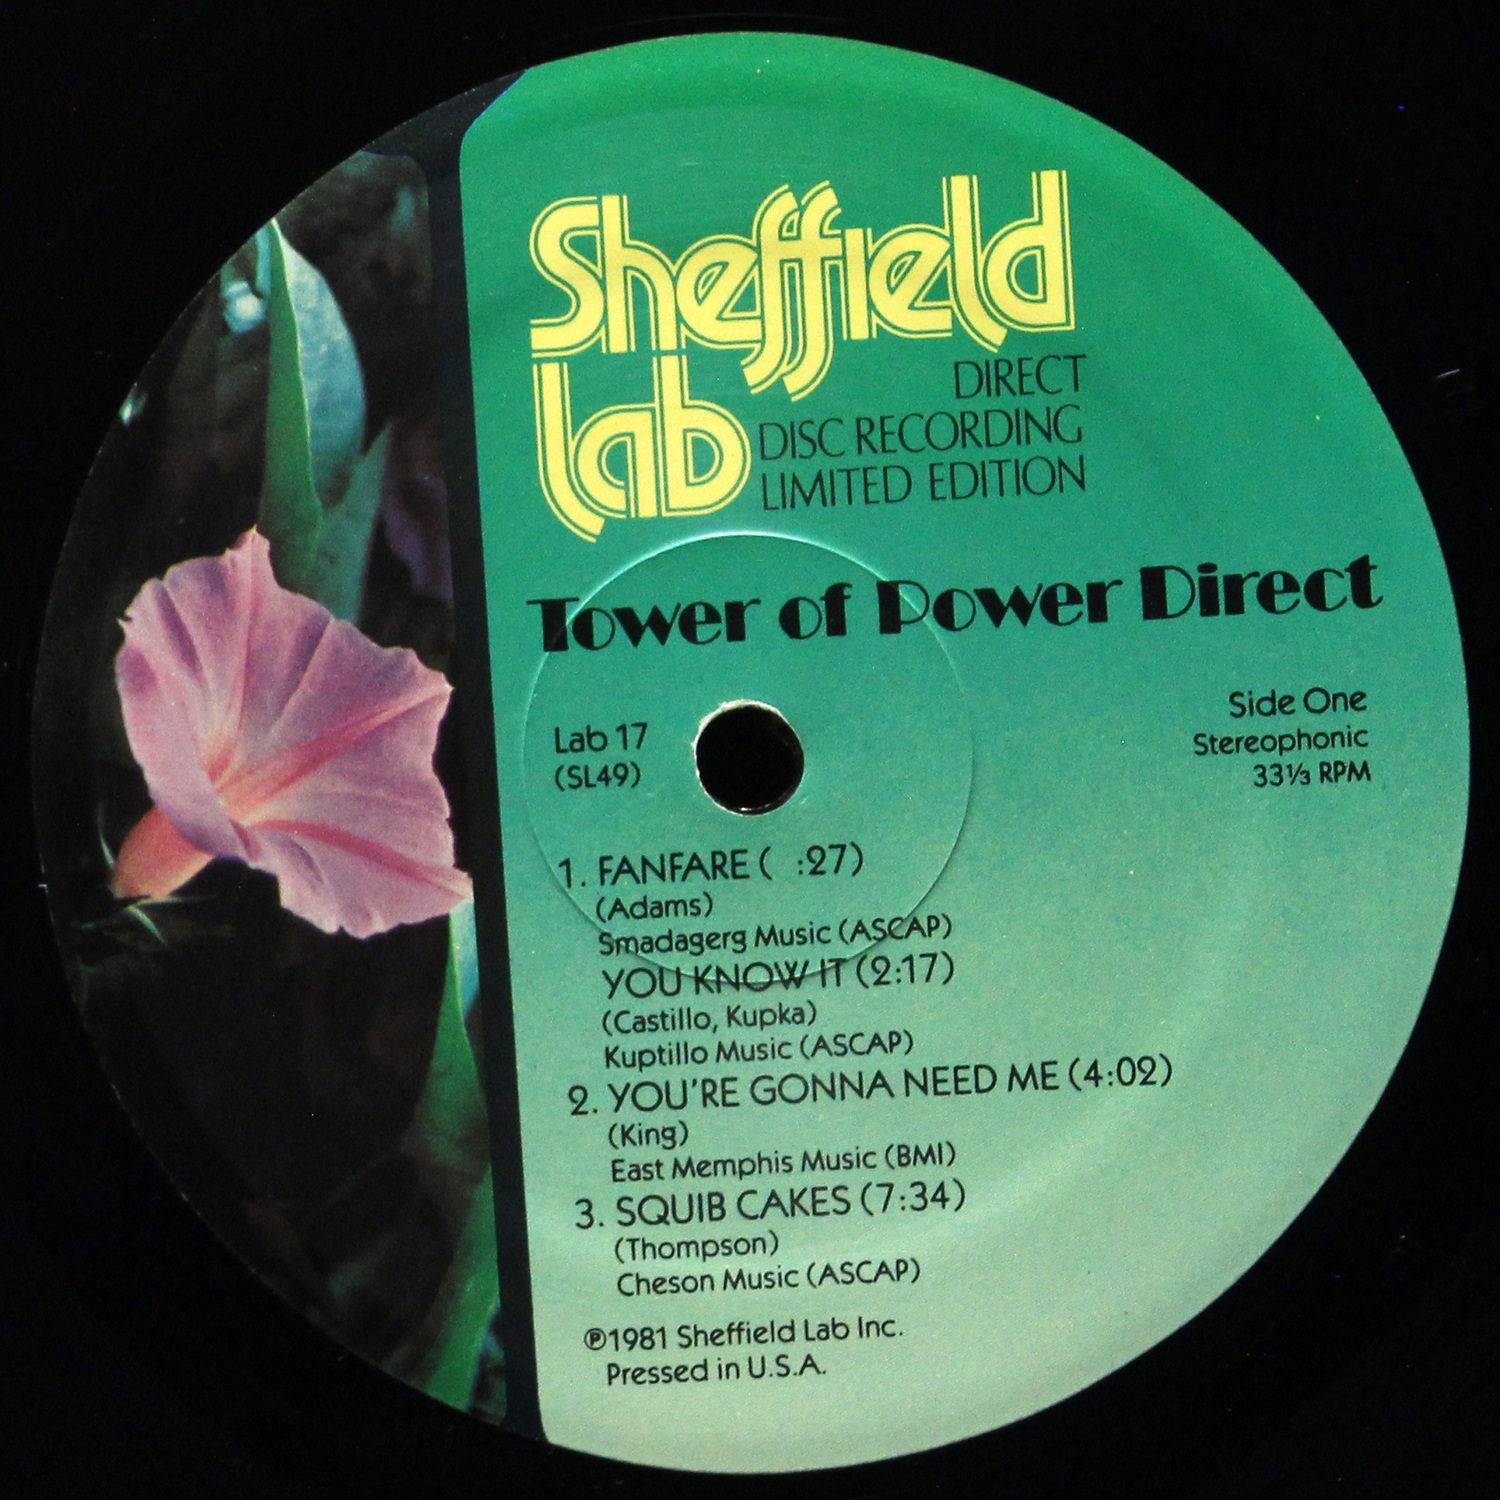 Sheffield
Lab
DIRECT
DISC RECORDING
LIMITED EDITION
Tower of Power Direct
Lab 17
(SL49)
Side One
Stereophonic
33⅓ RPM
1. FANFARE ( :27)
(Adams)
Smadagerg Music (ASCAP)
YOU KNOW IT (2:17)
(Castillo, Kupka)
Kuptillo Music (ASCAP)
2. YOU'RE GONNA NEED ME (4:02)
(King)
East Memphis Music (BMI)
3. SQUIB CAKES (7:34)
(Thompson)
Cheson Music (ASCAP)
℗1981 Sheffield Lab Inc.
Pressed in U.S.A.